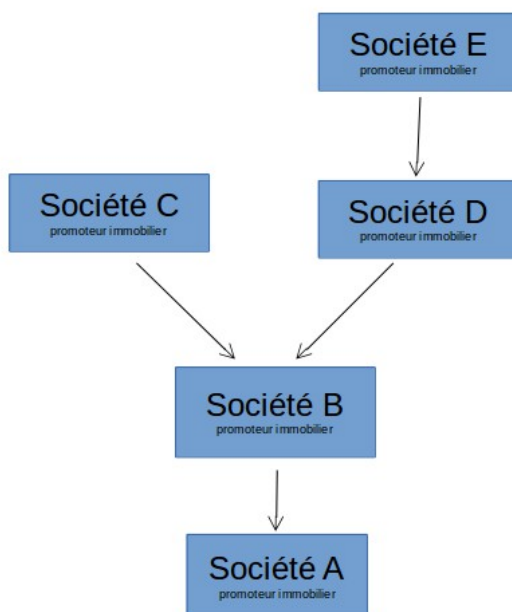 Société E
promoteur immobilier
Société C
promoteur immobilier
Société D
promoteur immobilier
Société B
promoteur immobilier
Société A
promoteur immobilier